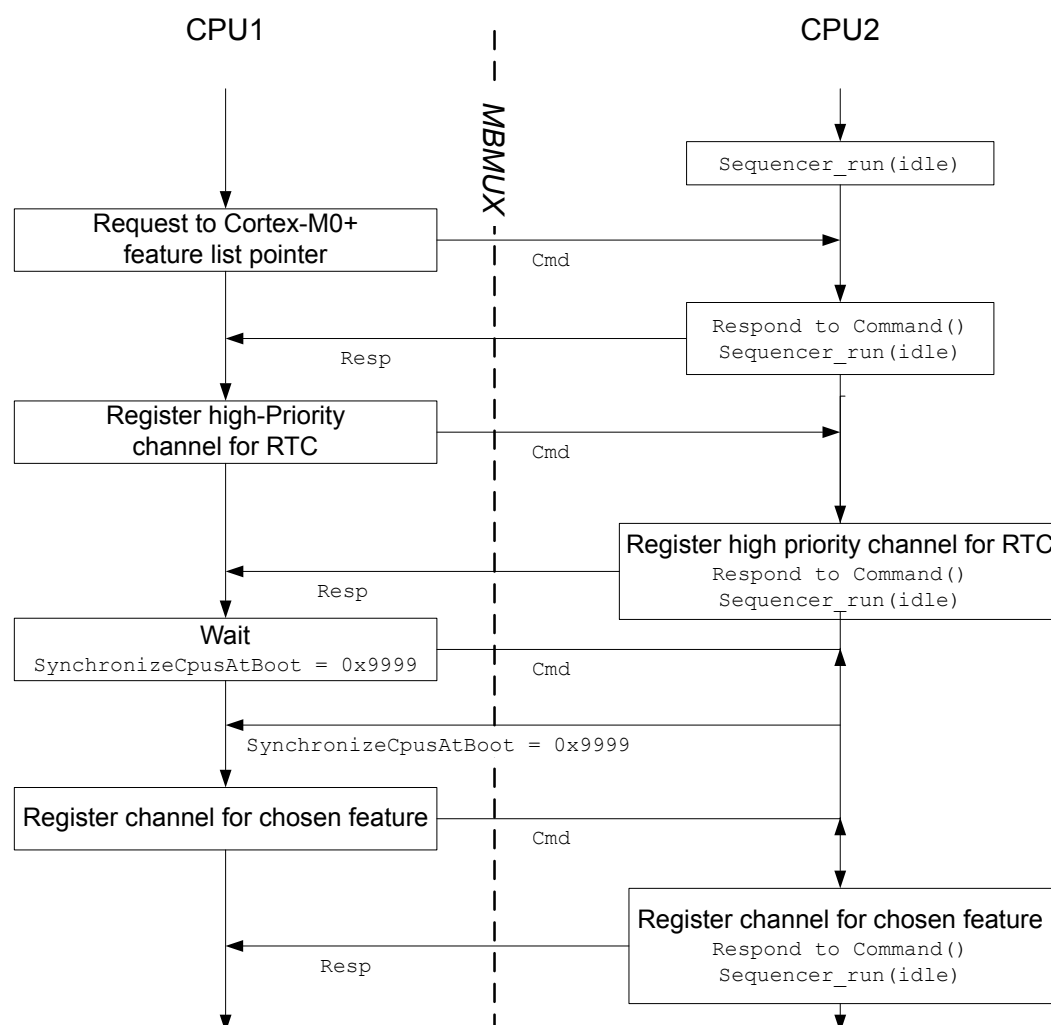 CPU1
CPU2
MBMUX
Sequencer_run(idle)
Request to Cortex-M0+
feature list pointer
Cmd
Respond to Command()
Sequencer_run(idle)
Resp
Register high-Priority
channel for RTC
Cmd
Register high priority channel for RTC
Respond to Command()
Sequencer_run(idle)
Resp
Wait
SynchronizeCpusAtBoot = 0x9999
Cmd
SynchronizeCpusAtBoot = 0x9999
Register channel for chosen feature
Cmd
Register channel for chosen feature
Respond to Command()
Sequencer_run(idle)
Resp